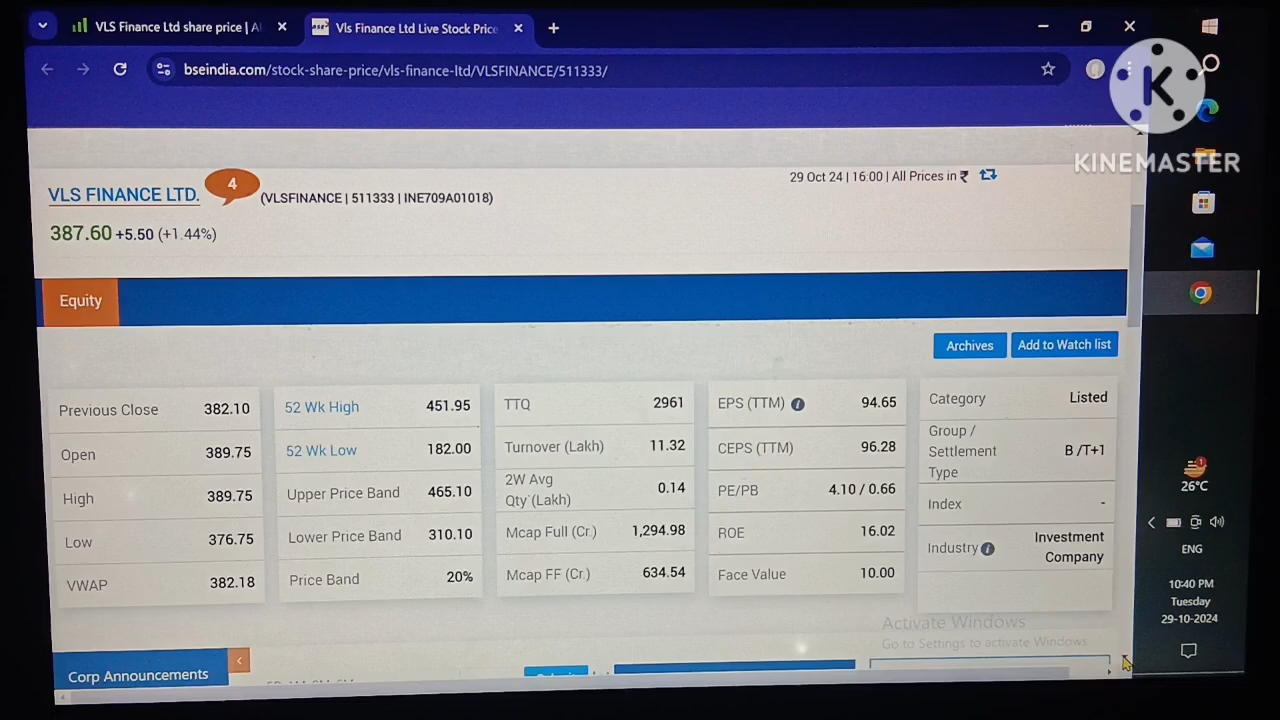 VLS Finance Ltd share price |
Vls Finance Ltd Live Stock Price
bseindia.com/stock-share-price/vls-finance-ltd/VLSFINANCE/511333/
K
KINEMASTER
VLS FINANCE LTD.
4
(VLSFINANCE | 511333 | INE709A01018)
29 Oct 24 | 16:00 | All Prices in ₹
387.60 +5.50 (+1.44%)
Equity
Archives
Add to Watch list
Previous Close 382.10
Open 389.75
High 389.75
Low 376.75
VWAP 382.18
52 Wk High 451.95
52 Wk Low 182.00
Upper Price Band 465.10
Lower Price Band 310.10
Price Band 20%
TTQ 2961
Turnover (Lakh) 11.32
2W Avg
Qty (Lakh) 0.14
Mcap Full (Cr.) 1,294.98
Mcap FF (Cr.) 634.54
EPS (TTM) 94.65
CEPS (TTM) 96.28
PE/PB 4.10 / 0.66
ROE 16.02
Face Value 10.00
Category Listed
Group /
Settlement B /T+1
Type
Index -
Industry Investment
Company
Activate Windows
Go to Settings to activate Windows.
Corp Announcements
1
26°C
ENG
10:40 PM
Tuesday
29-10-2024